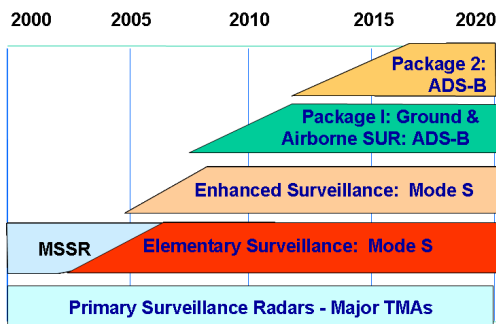 2000 2005 2010 2015 2020
Package 2:
ADS-B
Package I: Ground &
Airborne SUR: ADS-B
Enhanced Surveillance: Mode S
MSSR Elementary Surveillance: Mode S
Primary Surveillance Radars - Major TMAs